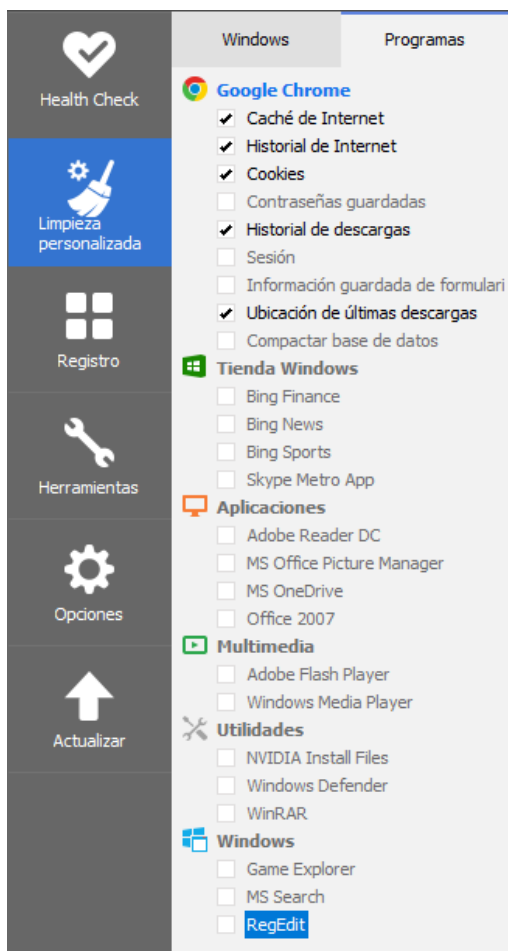 Health Check
Limpieza
personalizada
Registro
Herramientas
Opciones
Actualizar
Windows
Programas
Google Chrome
Caché de Internet
Historial de Internet
Cookies
Contraseñas guardadas
Historial de descargas
Sesión
Información guardada de formulari
Ubicación de últimas descargas
Compactar base de datos
Tienda Windows
Bing Finance
Bing News
Bing Sports
Skype Metro App
Aplicaciones
Adobe Reader DC
MS Office Picture Manager
MS OneDrive
Office 2007
Multimedia
Adobe Flash Player
Windows Media Player
Utilidades
NVIDIA Install Files
Windows Defender
WinRAR
Windows
Game Explorer
MS Search
RegEdit